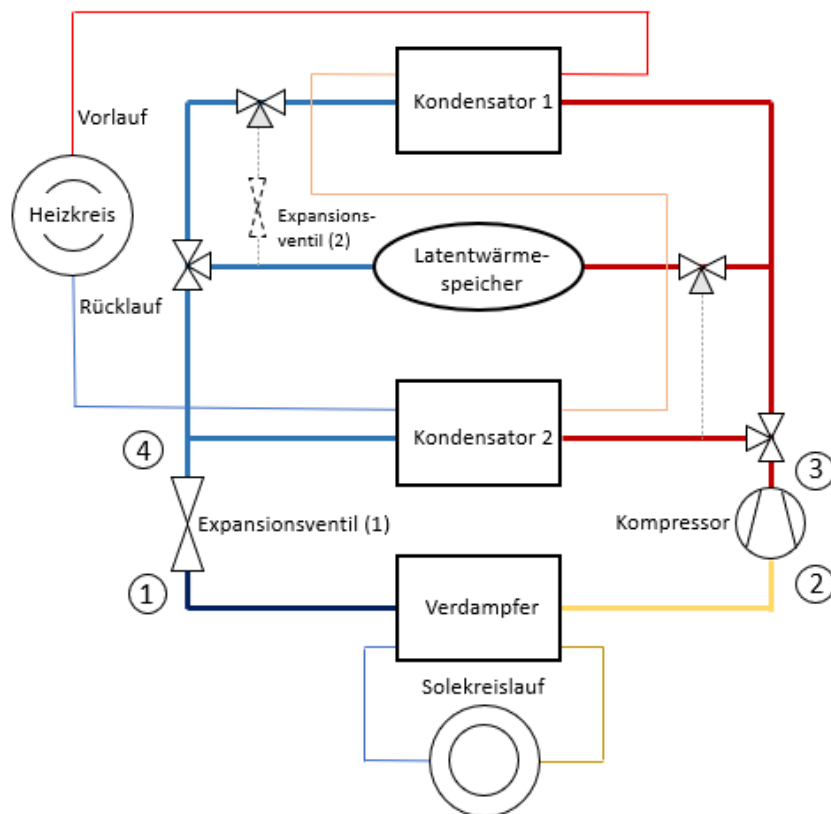 Kondensator 1
Vorlauf
Heizkreis
Expansions-
ventil (2)
Latentwärme-
speicher
Rücklauf
Kondensator 2
4
3
Expansionsventil (1)
Kompressor
1
2
Verdampfer
Solekreislauf